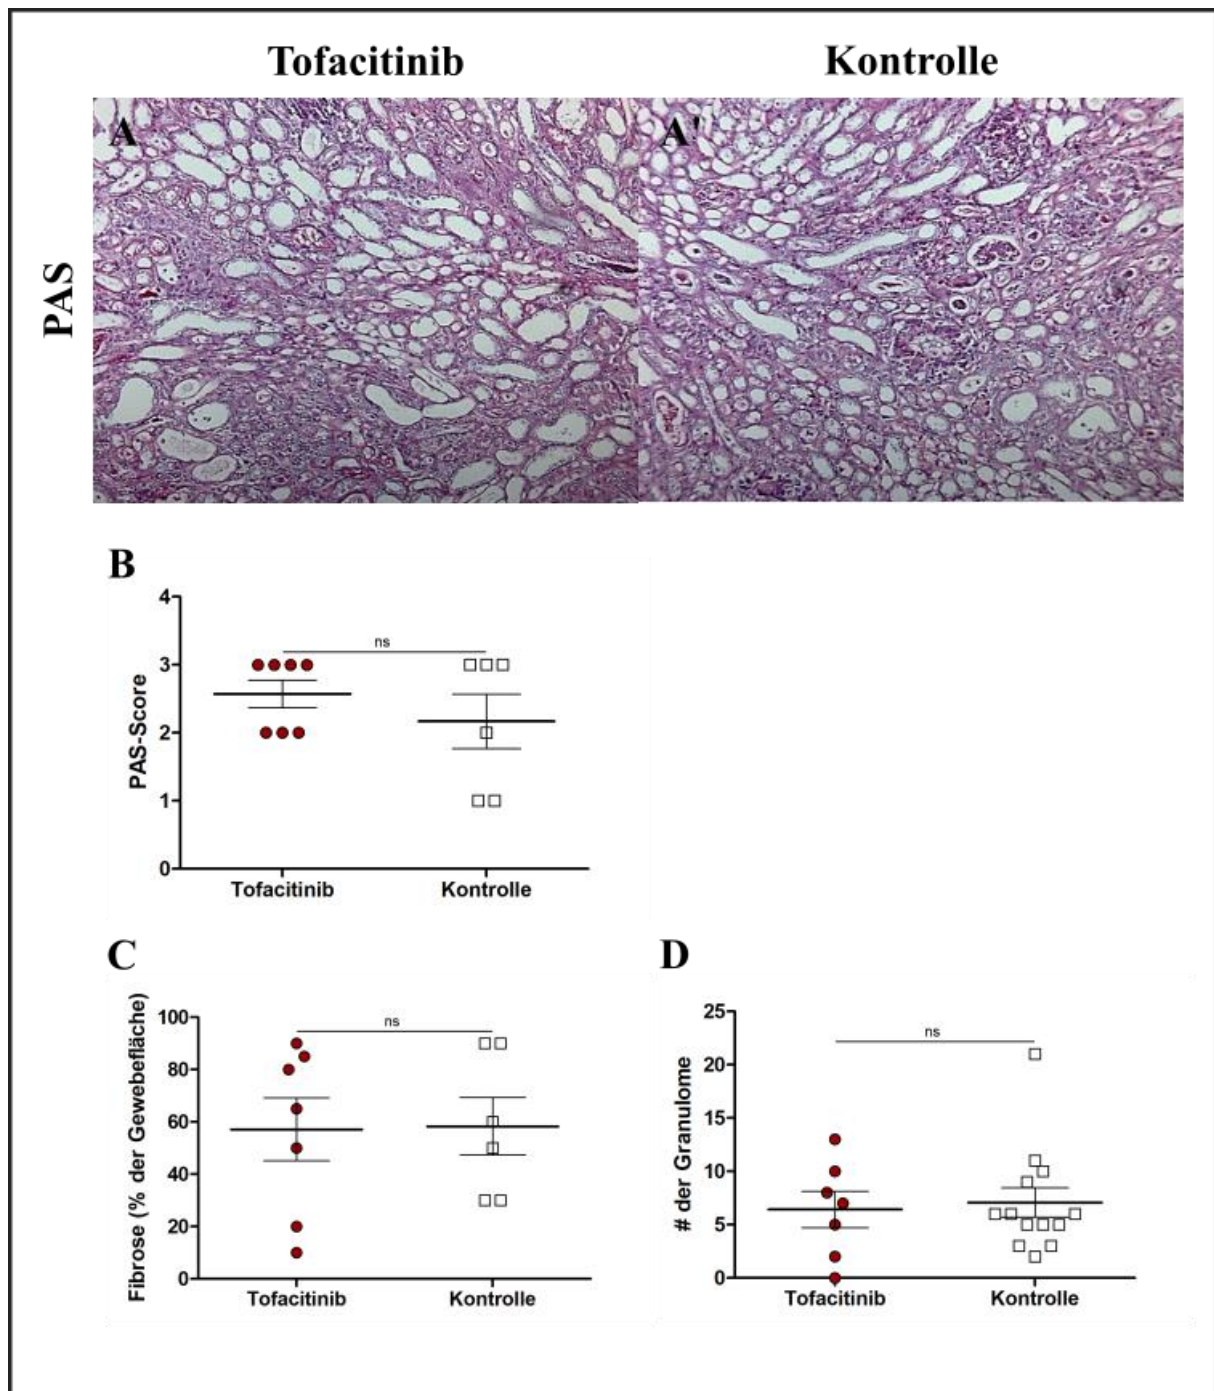 Tofacitinib
Kontrolle
PAS
A
A'
B
PAS-Score
4
3
2
1
0
ns
Tofacitinib
Kontrolle
C
Fibrose (% der Gewebefläche)
100
80
60
40
20
0
ns
Tofacitinib
Kontrolle
D
# der Granulome
25
20
15
10
5
0
ns
Tofacitinib
Kontrolle